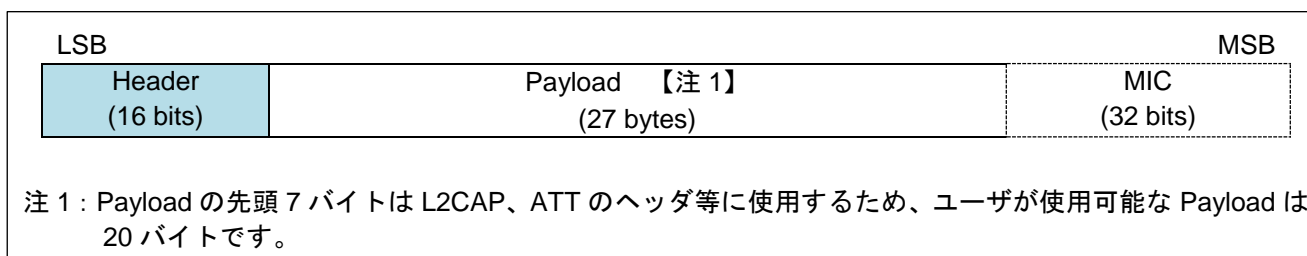 LSB MSB
Header Payload 【注 1】 MIC
(16 bits) (27 bytes) (32 bits)
注 1：Payload の先頭 7 バイトは L2CAP、ATT のヘッダ等に使用するため、ユーザが使用可能な Payload は
20 バイトです。